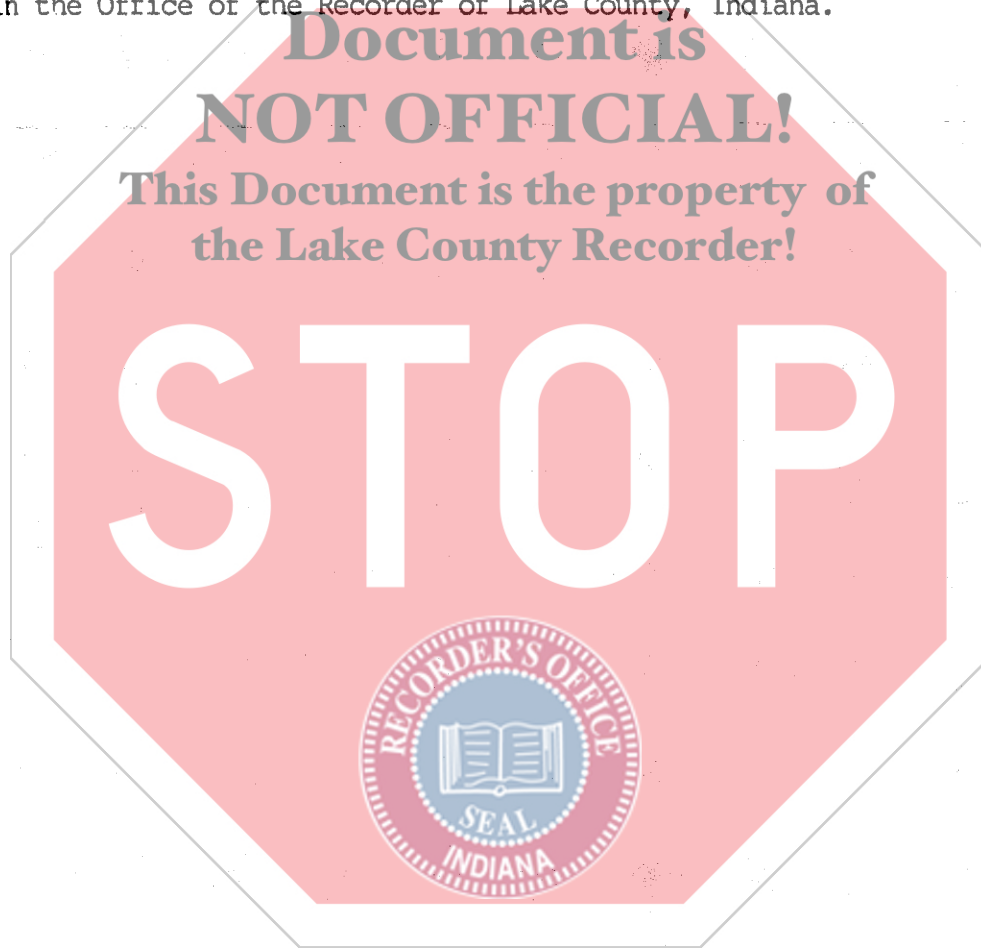 in the Office of the Recorder of Lake County, Indiana.
Document is
NOT OFFICIAL!
This Document is the property of
the Lake County Recorder!
STOP
RECORDER'S OFFICE
SEAL
INDIANA